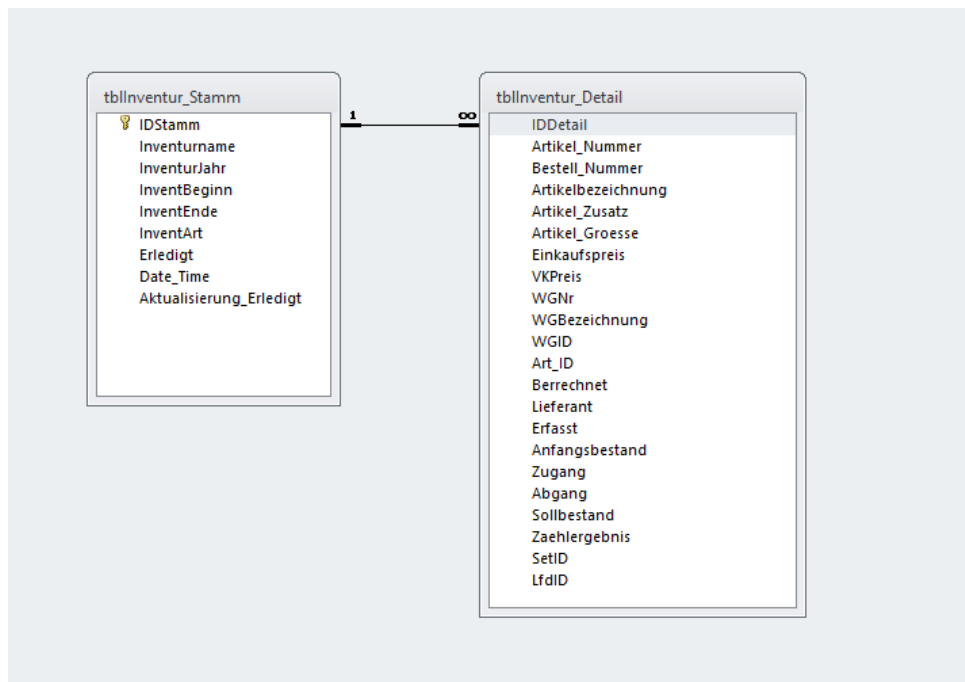 tblInventur_Stamm
IDStamm
Inventurname
InventurJahr
InventBeginn
InventEnde
InventArt
Erledigt
Date_Time
Aktualisierung_Erledigt
1
∞
tblInventur_Detail
IDDetail
Artikel_Nummer
Bestell_Nummer
Artikelbezeichnung
Artikel_Zusatz
Artikel_Groesse
Einkaufspreis
VKPreis
WGNr
WGBezeichnung
WGID
Art_ID
Berrechnet
Lieferant
Erfasst
Anfangsbestand
Zugang
Abgang
Sollbestand
Zaehlergebnis
SetID
LfdID